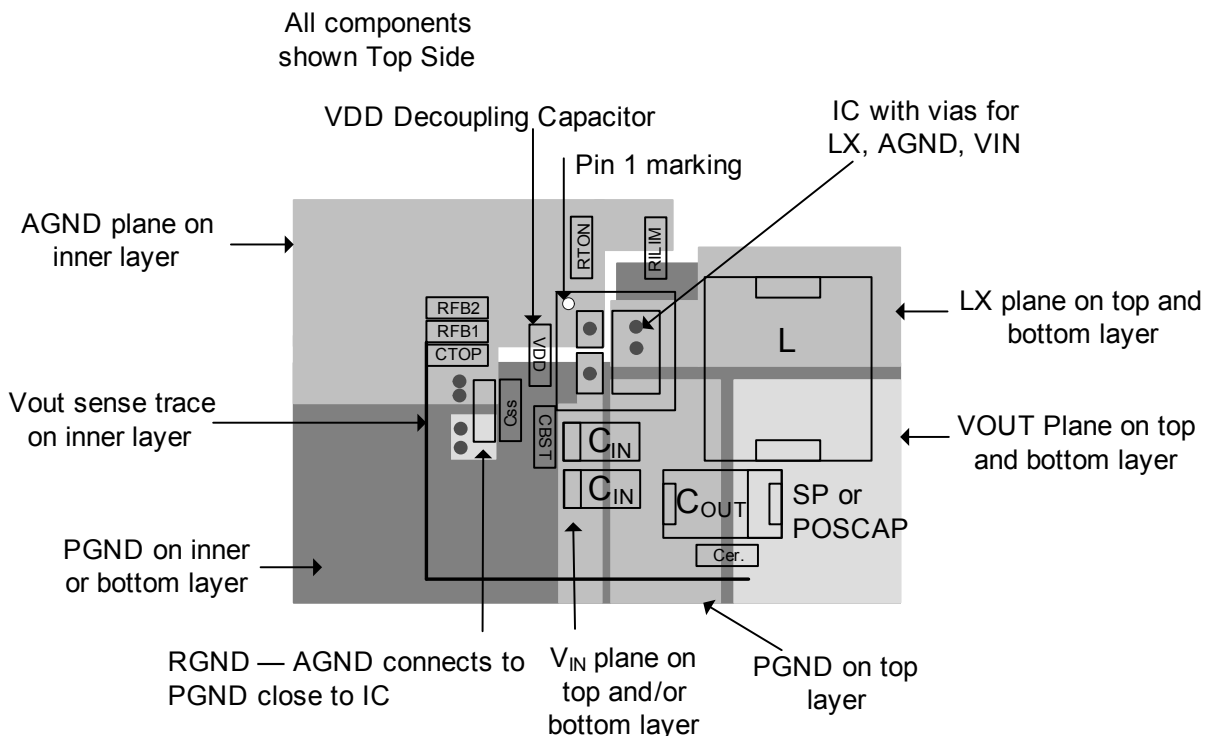 All components
shown Top Side
VDD Decoupling Capacitor
IC with vias for
LX, AGND, VIN
Pin 1 marking
AGND plane on
inner layer
RTON
RILIM
RFB2
RFB1
CTOP
VDD
L
LX plane on top and
bottom layer
Vout sense trace
on inner layer
Css
CBST
CIN
CIN
COUT
SP or
POSCAP
Cer.
VOUT Plane on top
and bottom layer
PGND on inner
or bottom layer
RGND — AGND connects to
PGND close to IC
VIN plane on
top and/or
bottom layer
PGND on top
layer